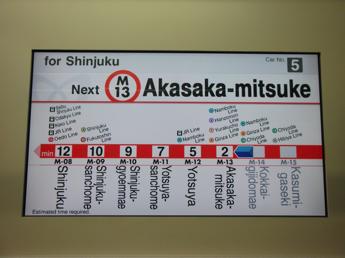 for Shinjuku
Car No. 5
Next M 13 Akasaka-mitsuke
Seibu Shinjuku Line
Odakyu Line
Keio Line
JR Line
Oedo Line
Shinjuku Line
Fukutoshin Line
JR Line
Namboku Line
Namboku Line
Hanzomon Line
Yurakucho Line
Ginza Line
Chiyoda Line
Namboku Line
Ginza Line
Chiyoda Line
Hibiya Line
min 12 10 9 7 5 2
M-08 M-09 M-10 M-11 M-12 M-13 M-14 M-15
Shinjuku
Shinjuku-sanchome
Shinjuku-gyoemmae
Yotsuya-sanchome
Yotsuya
Akasaka-mitsuke
Kokkai-gijidomae
Kasumi-gaseki
Estimated time required.